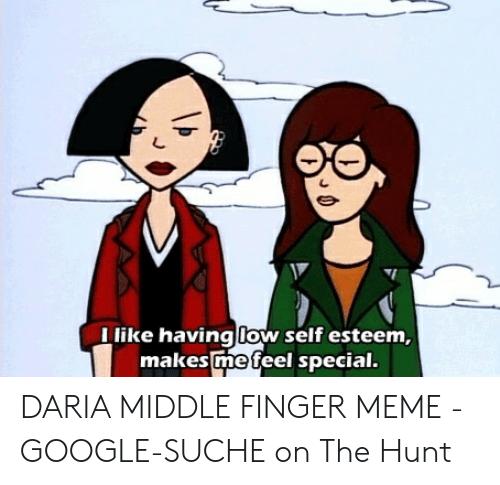 I like having low self esteem,
makes me feel special.
DARIA MIDDLE FINGER MEME -
GOOGLE-SUCHE on The Hunt